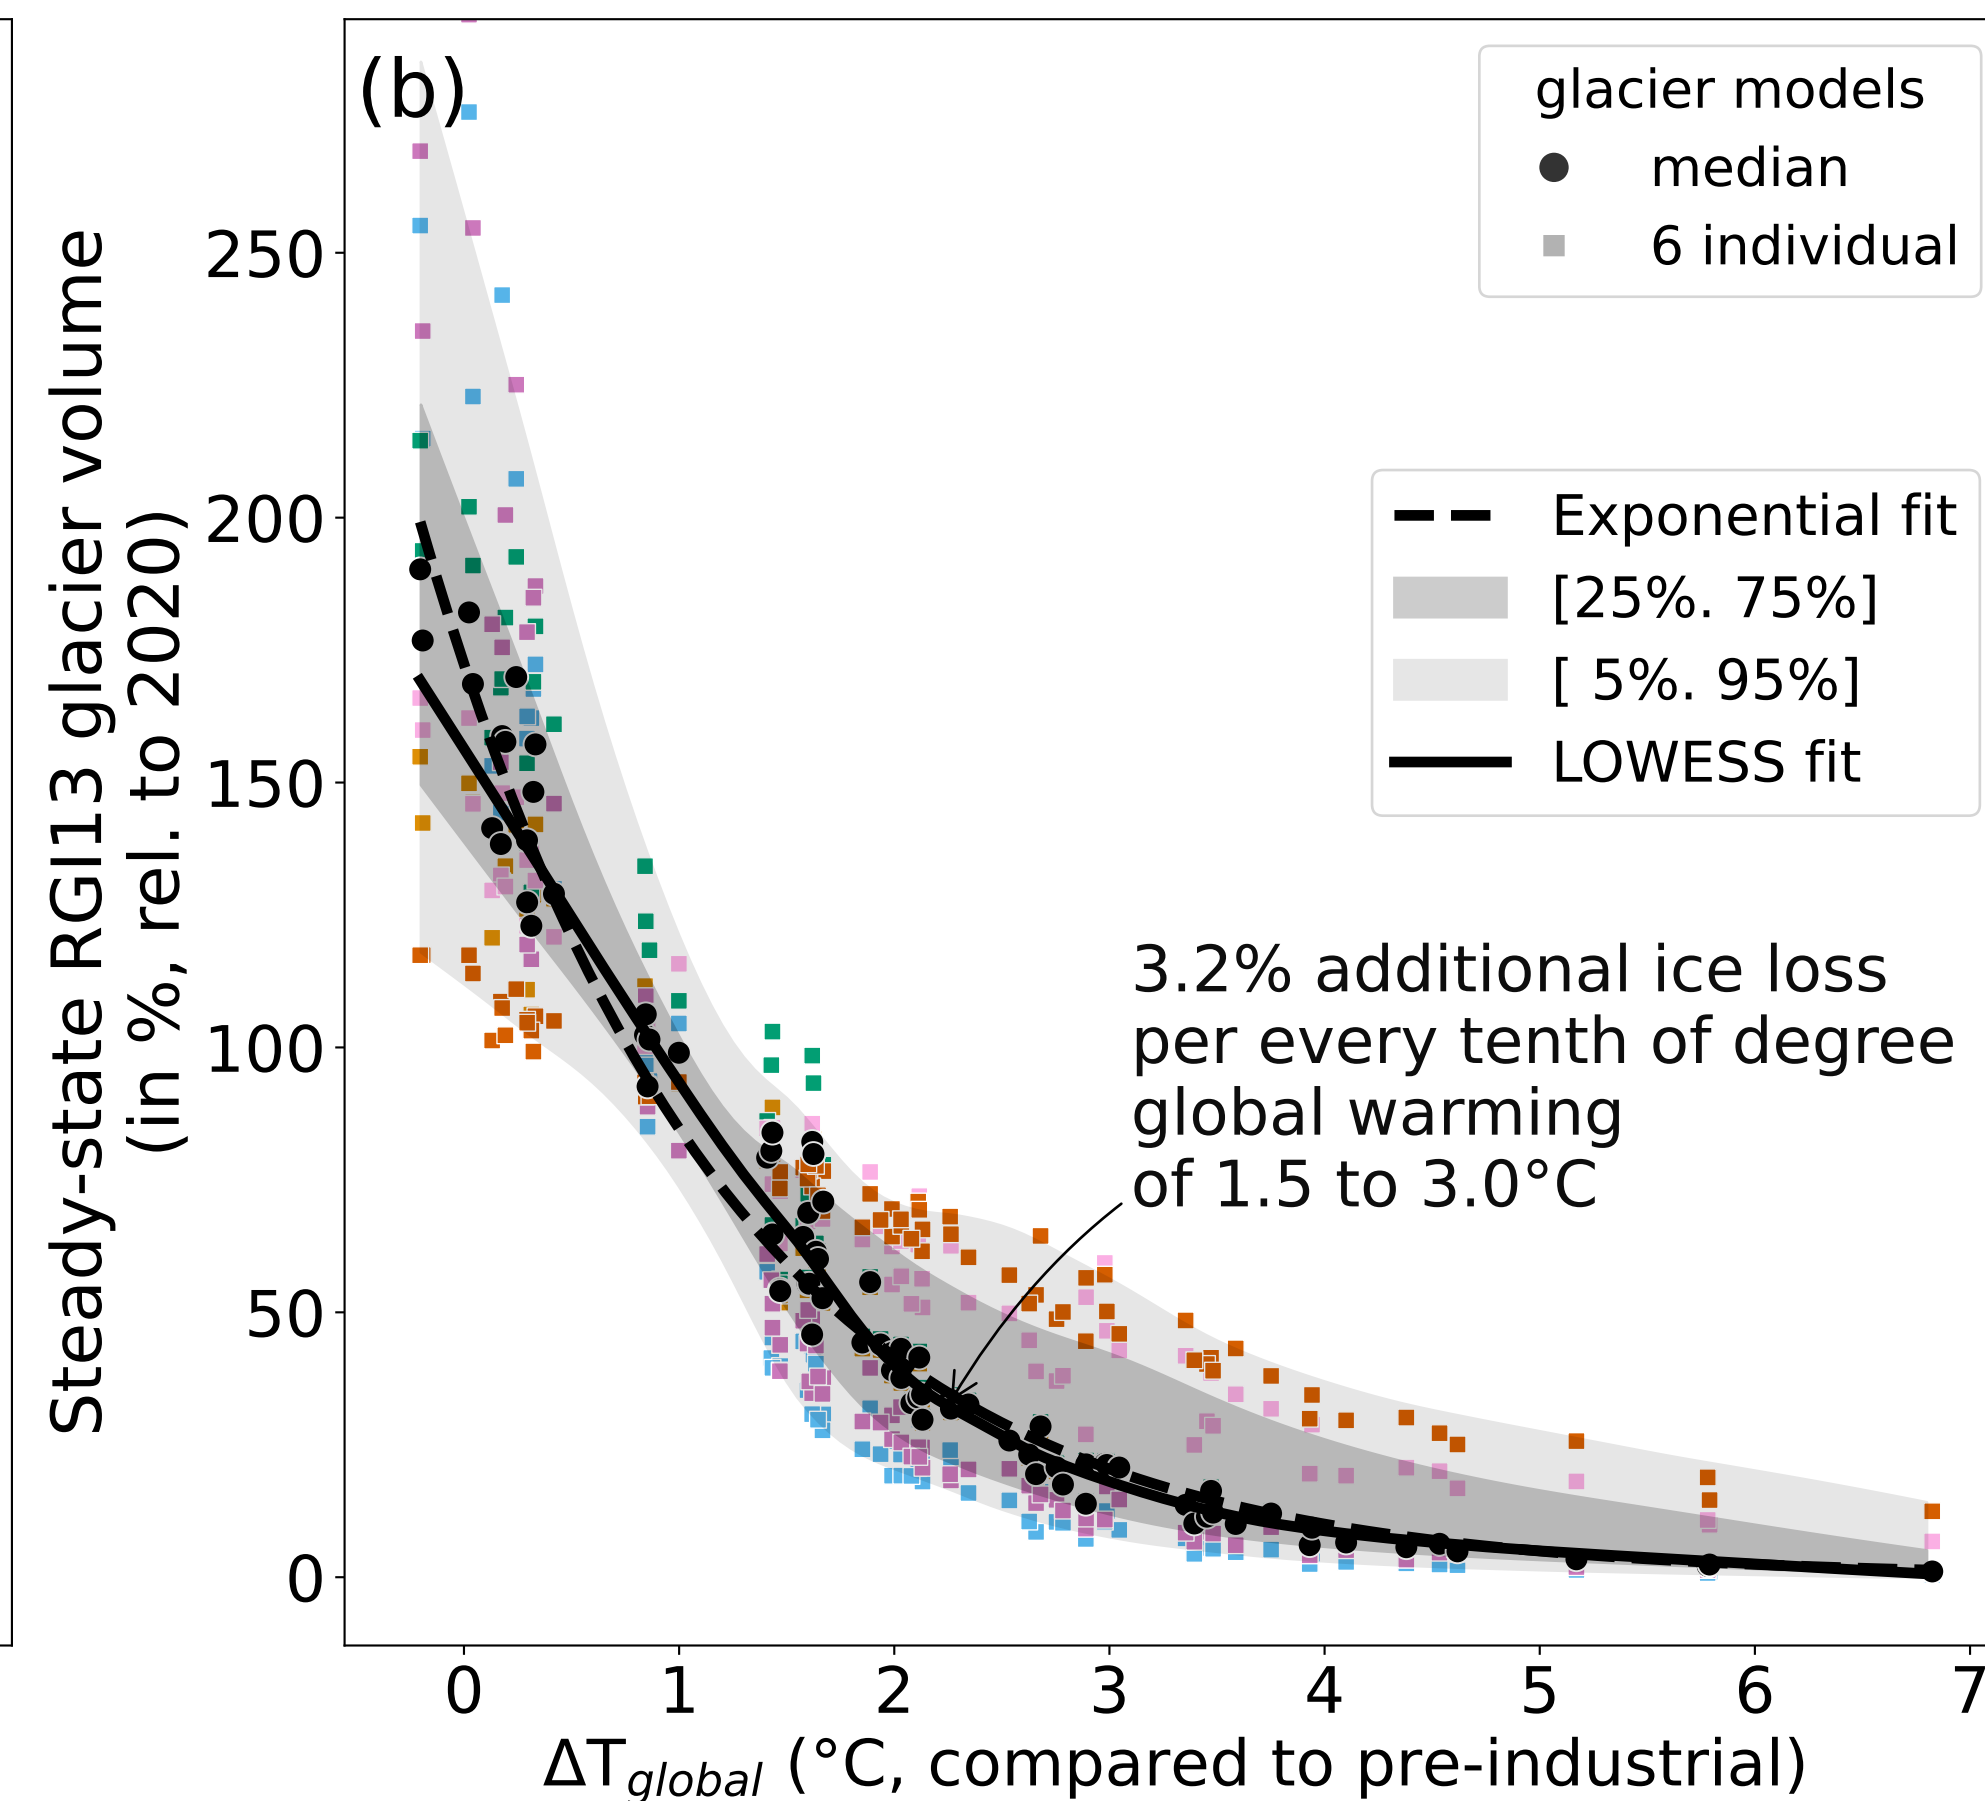 (b)
glacier models
median
6 individual
Exponential fit
[25%. 75%]
[ 5%. 95%]
LOWESS fit
3.2% additional ice loss
per every tenth of degree
global warming
of 1.5 to 3.0°C
Steady-state RGI13 glacier volume
(in %, rel. to 2020)
250
200
150
100
50
0
0 1 2 3 4 5 6 7
ΔTglobal (°C, compared to pre-industrial)